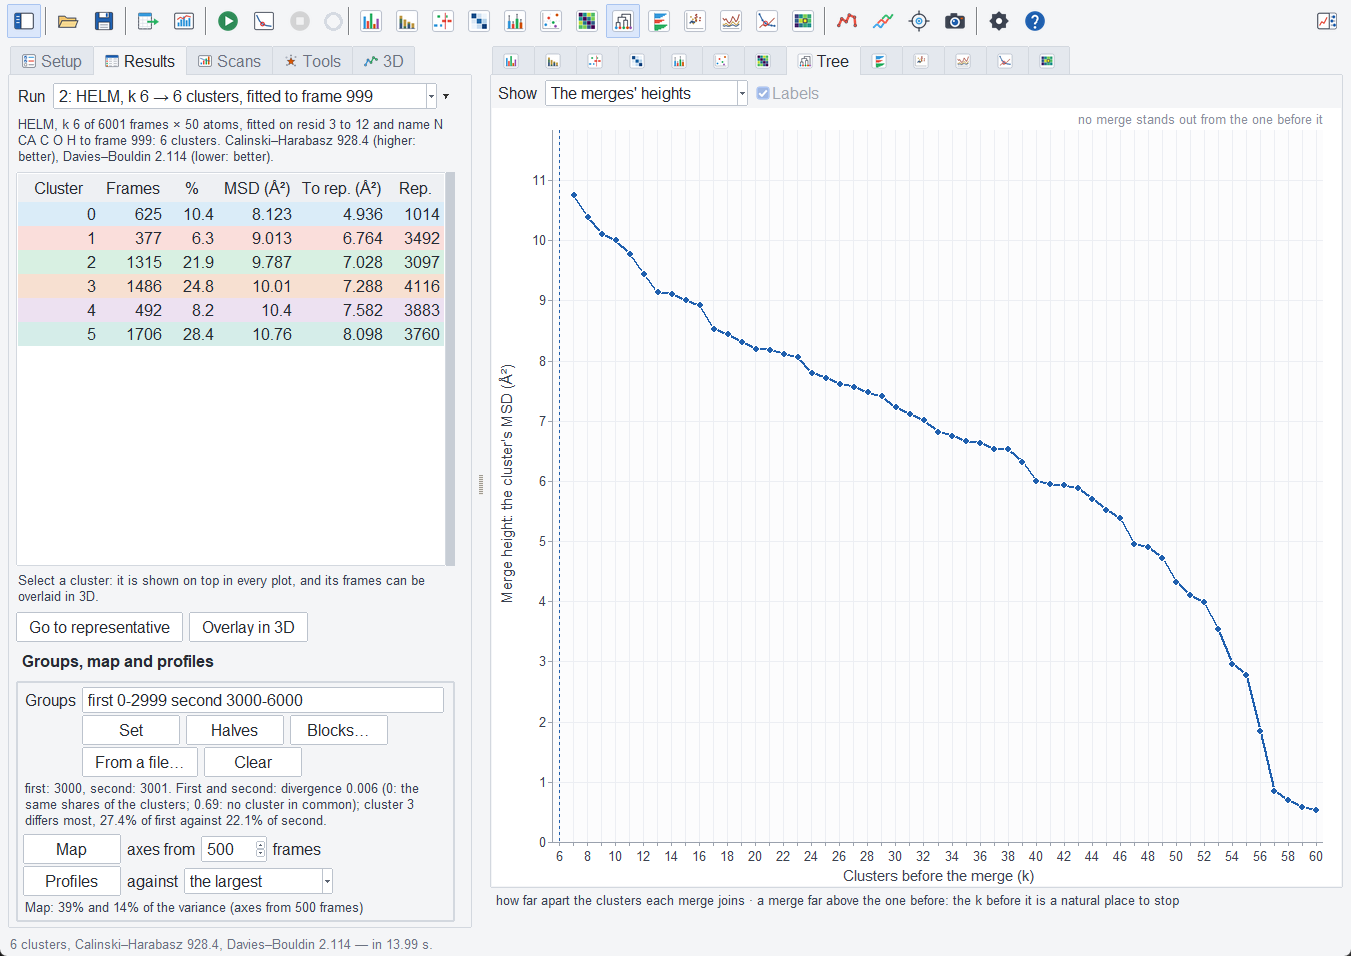 Setup
Results
Scans
Tools
3D
Tree
Run
2: HELM, k 6 → 6 clusters, fitted to frame 999
HELM, k 6 of 6001 frames × 50 atoms, fitted on resid 3 to 12 and name N
CA C O H to frame 999: 6 clusters. Calinski–Harabasz 928.4 (higher:
better), Davies–Bouldin 2.114 (lower: better).
Cluster Frames % MSD (Å²) To rep. (Å²) Rep.
0 625 10.4 8.123 4.936 1014
1 377 6.3 9.013 6.764 3492
2 1315 21.9 9.787 7.028 3097
3 1486 24.8 10.01 7.288 4116
4 492 8.2 10.4 7.582 3883
5 1706 28.4 10.76 8.098 3760
Select a cluster: it is shown on top in every plot, and its frames can be
overlaid in 3D.
Go to representative
Overlay in 3D
Groups, map and profiles
Groups
first 0-2999 second 3000-6000
Set
Halves
Blocks...
From a file...
Clear
first: 3000, second: 3001. First and second: divergence 0.006 (0: the
same shares of the clusters; 0.69: no cluster in common); cluster 3
differs most, 27.4% of first against 22.1% of second.
Map
axes from
500
frames
Profiles
against
the largest
Map: 39% and 14% of the variance (axes from 500 frames)
6 clusters, Calinski–Harabasz 928.4, Davies–Bouldin 2.114 — in 13.99 s.
Show
The merges' heights
Labels
no merge stands out from the one before it
Merge height: the cluster's MSD (Å²)
11
10
9
8
7
6
5
4
3
2
1
0
6 8 10 12 14 16 18 20 22 24 26 28 30 32 34 36 38 40 42 44 46 48 50 52 54 56 58 60
Clusters before the merge (k)
how far apart the clusters each merge joins · a merge far above the one before: the k before it is a natural place to stop